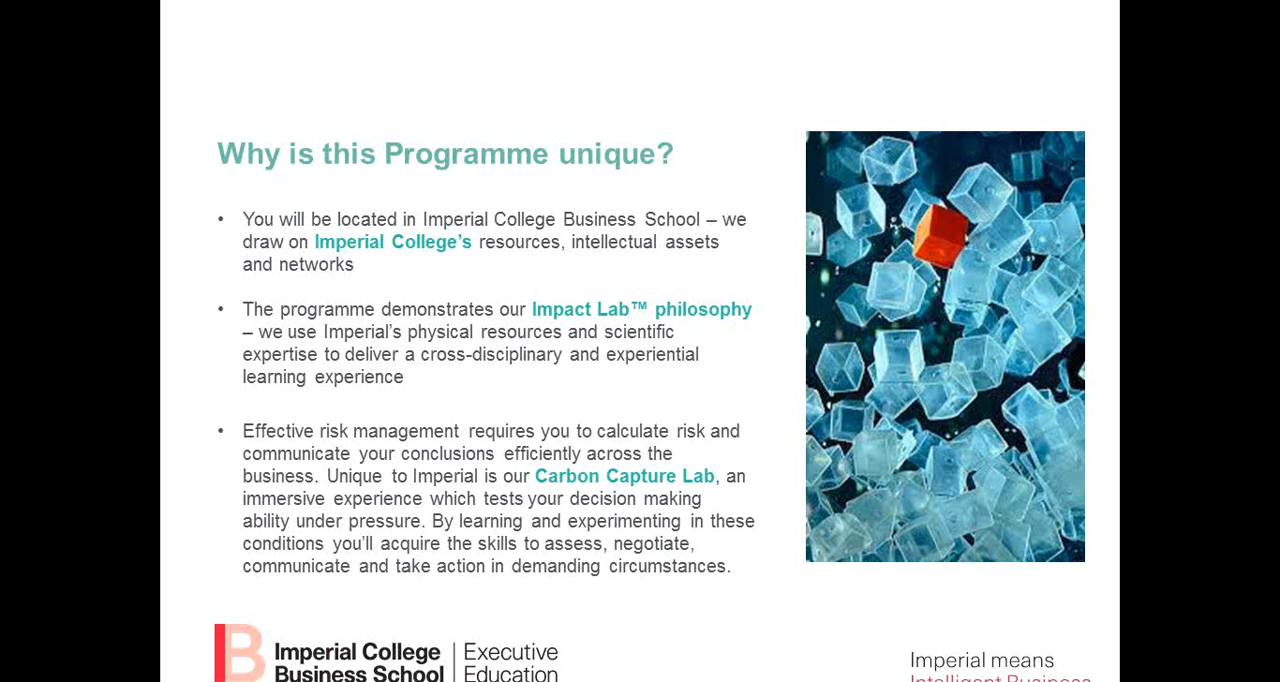 Why is this Programme unique?
• You will be located in Imperial College Business School – we
draw on Imperial College's resources, intellectual assets
and networks
• The programme demonstrates our Impact Lab™ philosophy
– we use Imperial's physical resources and scientific
expertise to deliver a cross-disciplinary and experiential
learning experience
• Effective risk management requires you to calculate risk and
communicate your conclusions efficiently across the
business. Unique to Imperial is our Carbon Capture Lab, an
immersive experience which tests your decision making
ability under pressure. By learning and experimenting in these
conditions you'll acquire the skills to assess, negotiate,
communicate and take action in demanding circumstances.
B
Imperial College
Business School
Executive
Education
Imperial means
Intelligent Business